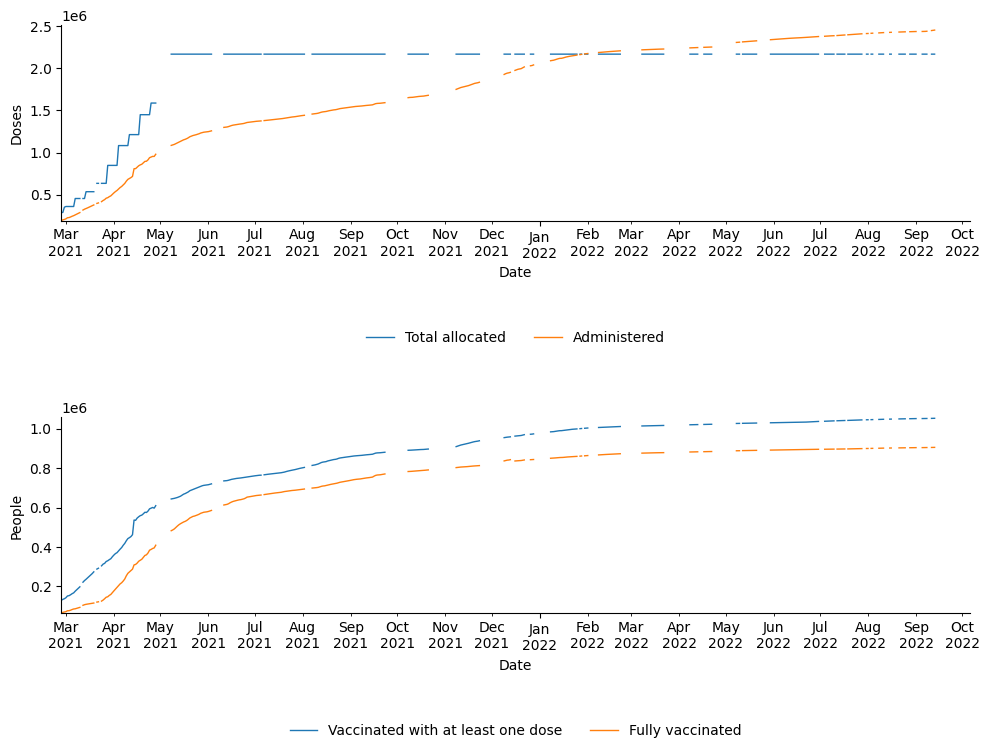 1e6
2.5
2.0
1.5
1.0
0.5
Doses
Mar Apr May Jun Jul Aug Sep Oct Nov Dec Jan Feb Mar Apr May Jun Jul Aug Sep Oct
2021 2021 2021 2021 2021 2021 2021 2021 2021 2021 2022 2022 2022 2022 2022 2022 2022 2022 2022 2022
Date
Total allocated Administered
1e6
1.0
0.8
0.6
0.4
0.2
People
Mar Apr May Jun Jul Aug Sep Oct Nov Dec Jan Feb Mar Apr May Jun Jul Aug Sep Oct
2021 2021 2021 2021 2021 2021 2021 2021 2021 2021 2022 2022 2022 2022 2022 2022 2022 2022 2022 2022
Date
Vaccinated with at least one dose Fully vaccinated